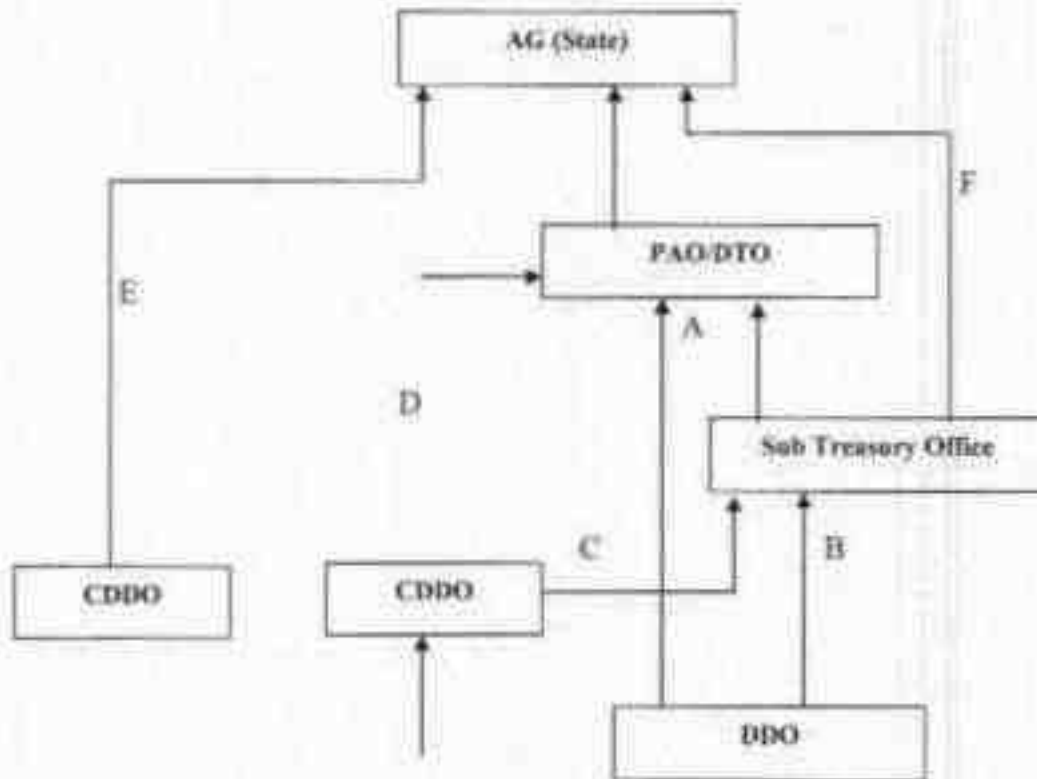 AG (State)
F
PAO/DTO
E
A
D
Sub Treasury Office
C
B
CDDO
CDDO
DDO